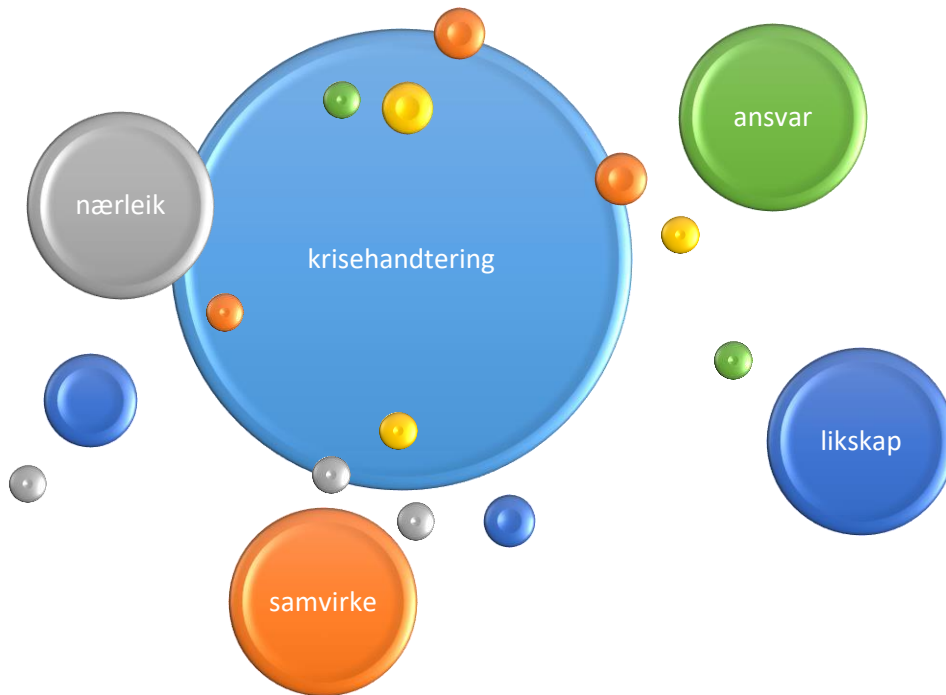 ansvar
nærleik
krisehandtering
likskap
samvirke